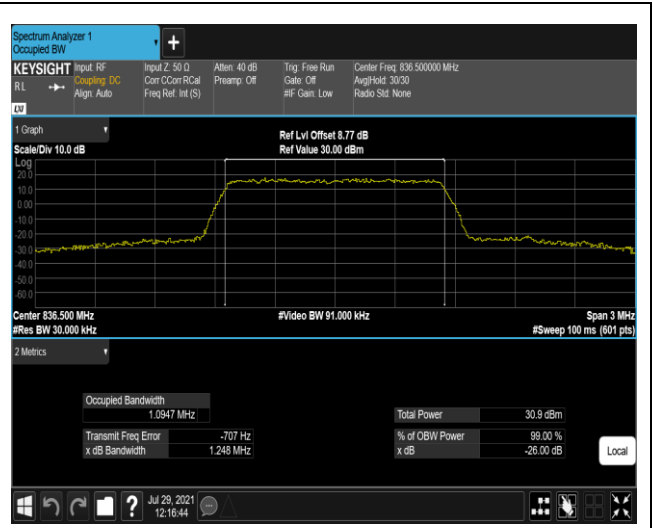 Spectrum Analyzer 1
Occupied BW
+
KEYSIGHT
R L
LXI
Input: RF
Coupling: DC
Align: Auto
Input Z: 50 Ω
Corr CCorr RCal
Freq Ref: Int (S)
Atten: 40 dB
Preamp: Off
Trig: Free Run
Gate: Off
#IF Gain: Low
Center Freq: 836.500000 MHz
Avg|Hold: 30/30
Radio Std: None
1 Graph
Scale/Div 10.0 dB
Ref Lvl Offset 8.77 dB
Ref Value 30.00 dBm
Log
20.0
10.0
0.00
-10.0
-20.0
-30.0
-40.0
-50.0
-60.0
Center 836.500 MHz
#Res BW 30.000 kHz
#Video BW 91.000 kHz
Span 3 MHz
#Sweep 100 ms (601 pts)
2 Metrics
Occupied Bandwidth
1.0947 MHz
Transmit Freq Error -707 Hz
x dB Bandwidth 1.248 MHz
Total Power 30.9 dBm
% of OBW Power 99.00 %
x dB -26.00 dB
Local
?
Jul 29, 2021
12:16:44